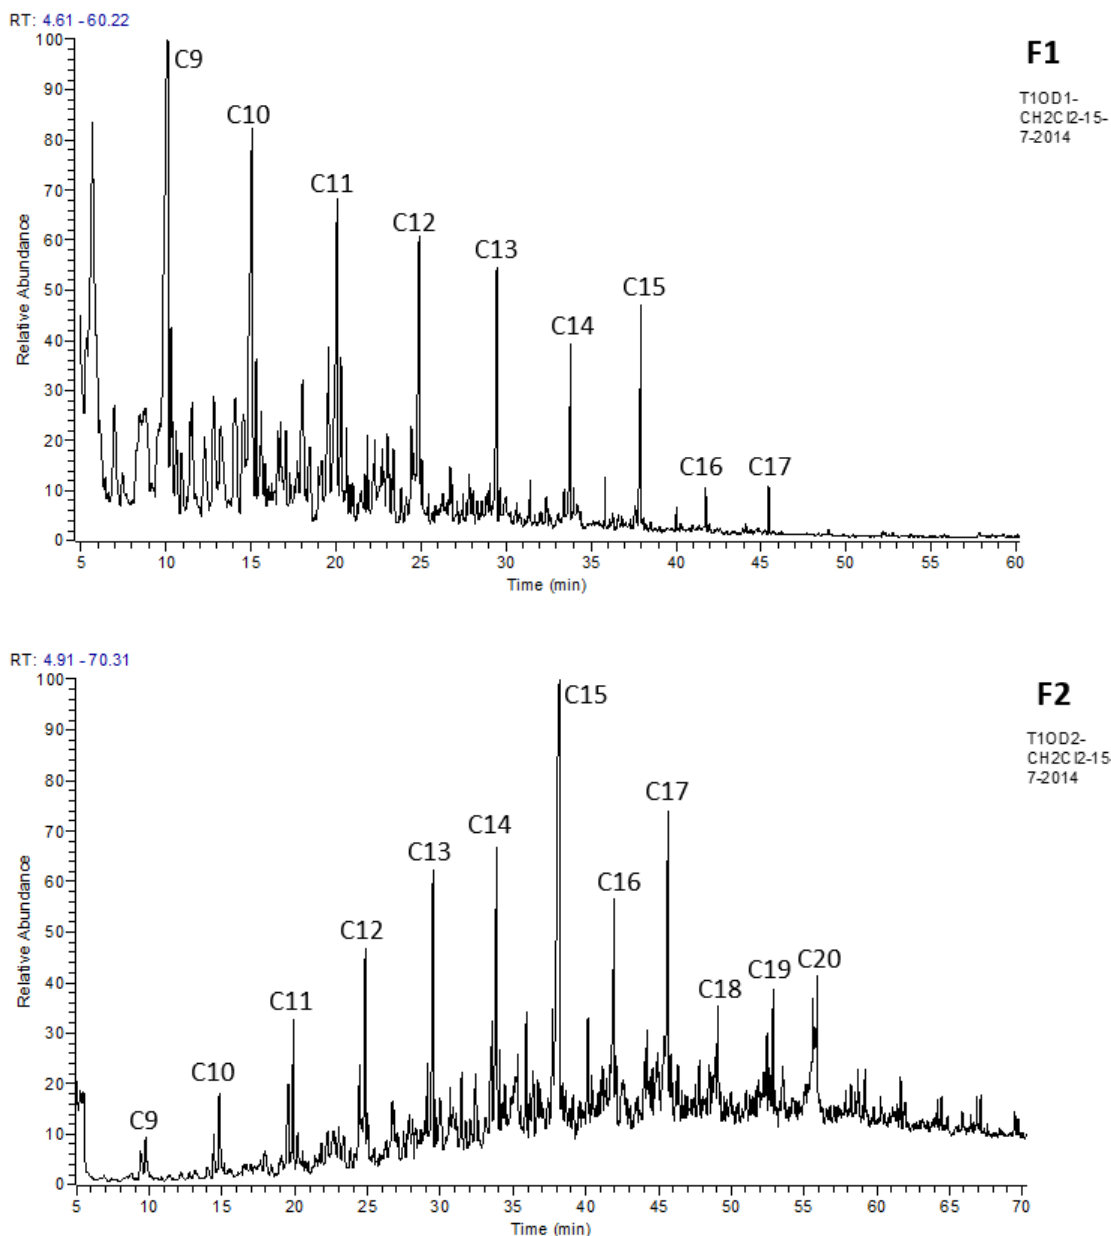 RT: 4.61 - 60.22
F1
T1OD1-
CH2Cl2-15-
7-2014
Relative Abundance
100
90
80
70
60
50
40
30
20
10
0
C9
C10
C11
C12
C13
C14
C15
C16
C17
5 10 15 20 25 30 35 40 45 50 55 60
Time (min)
RT: 4.91 - 70.31
F2
T1OD2-
CH2Cl2-15-
7-2014
Relative Abundance
100
90
80
70
60
50
40
30
20
10
0
C9
C10
C11
C12
C13
C14
C15
C16
C17
C18
C19
C20
5 10 15 20 25 30 35 40 45 50 55 60 65 70
Time (min)